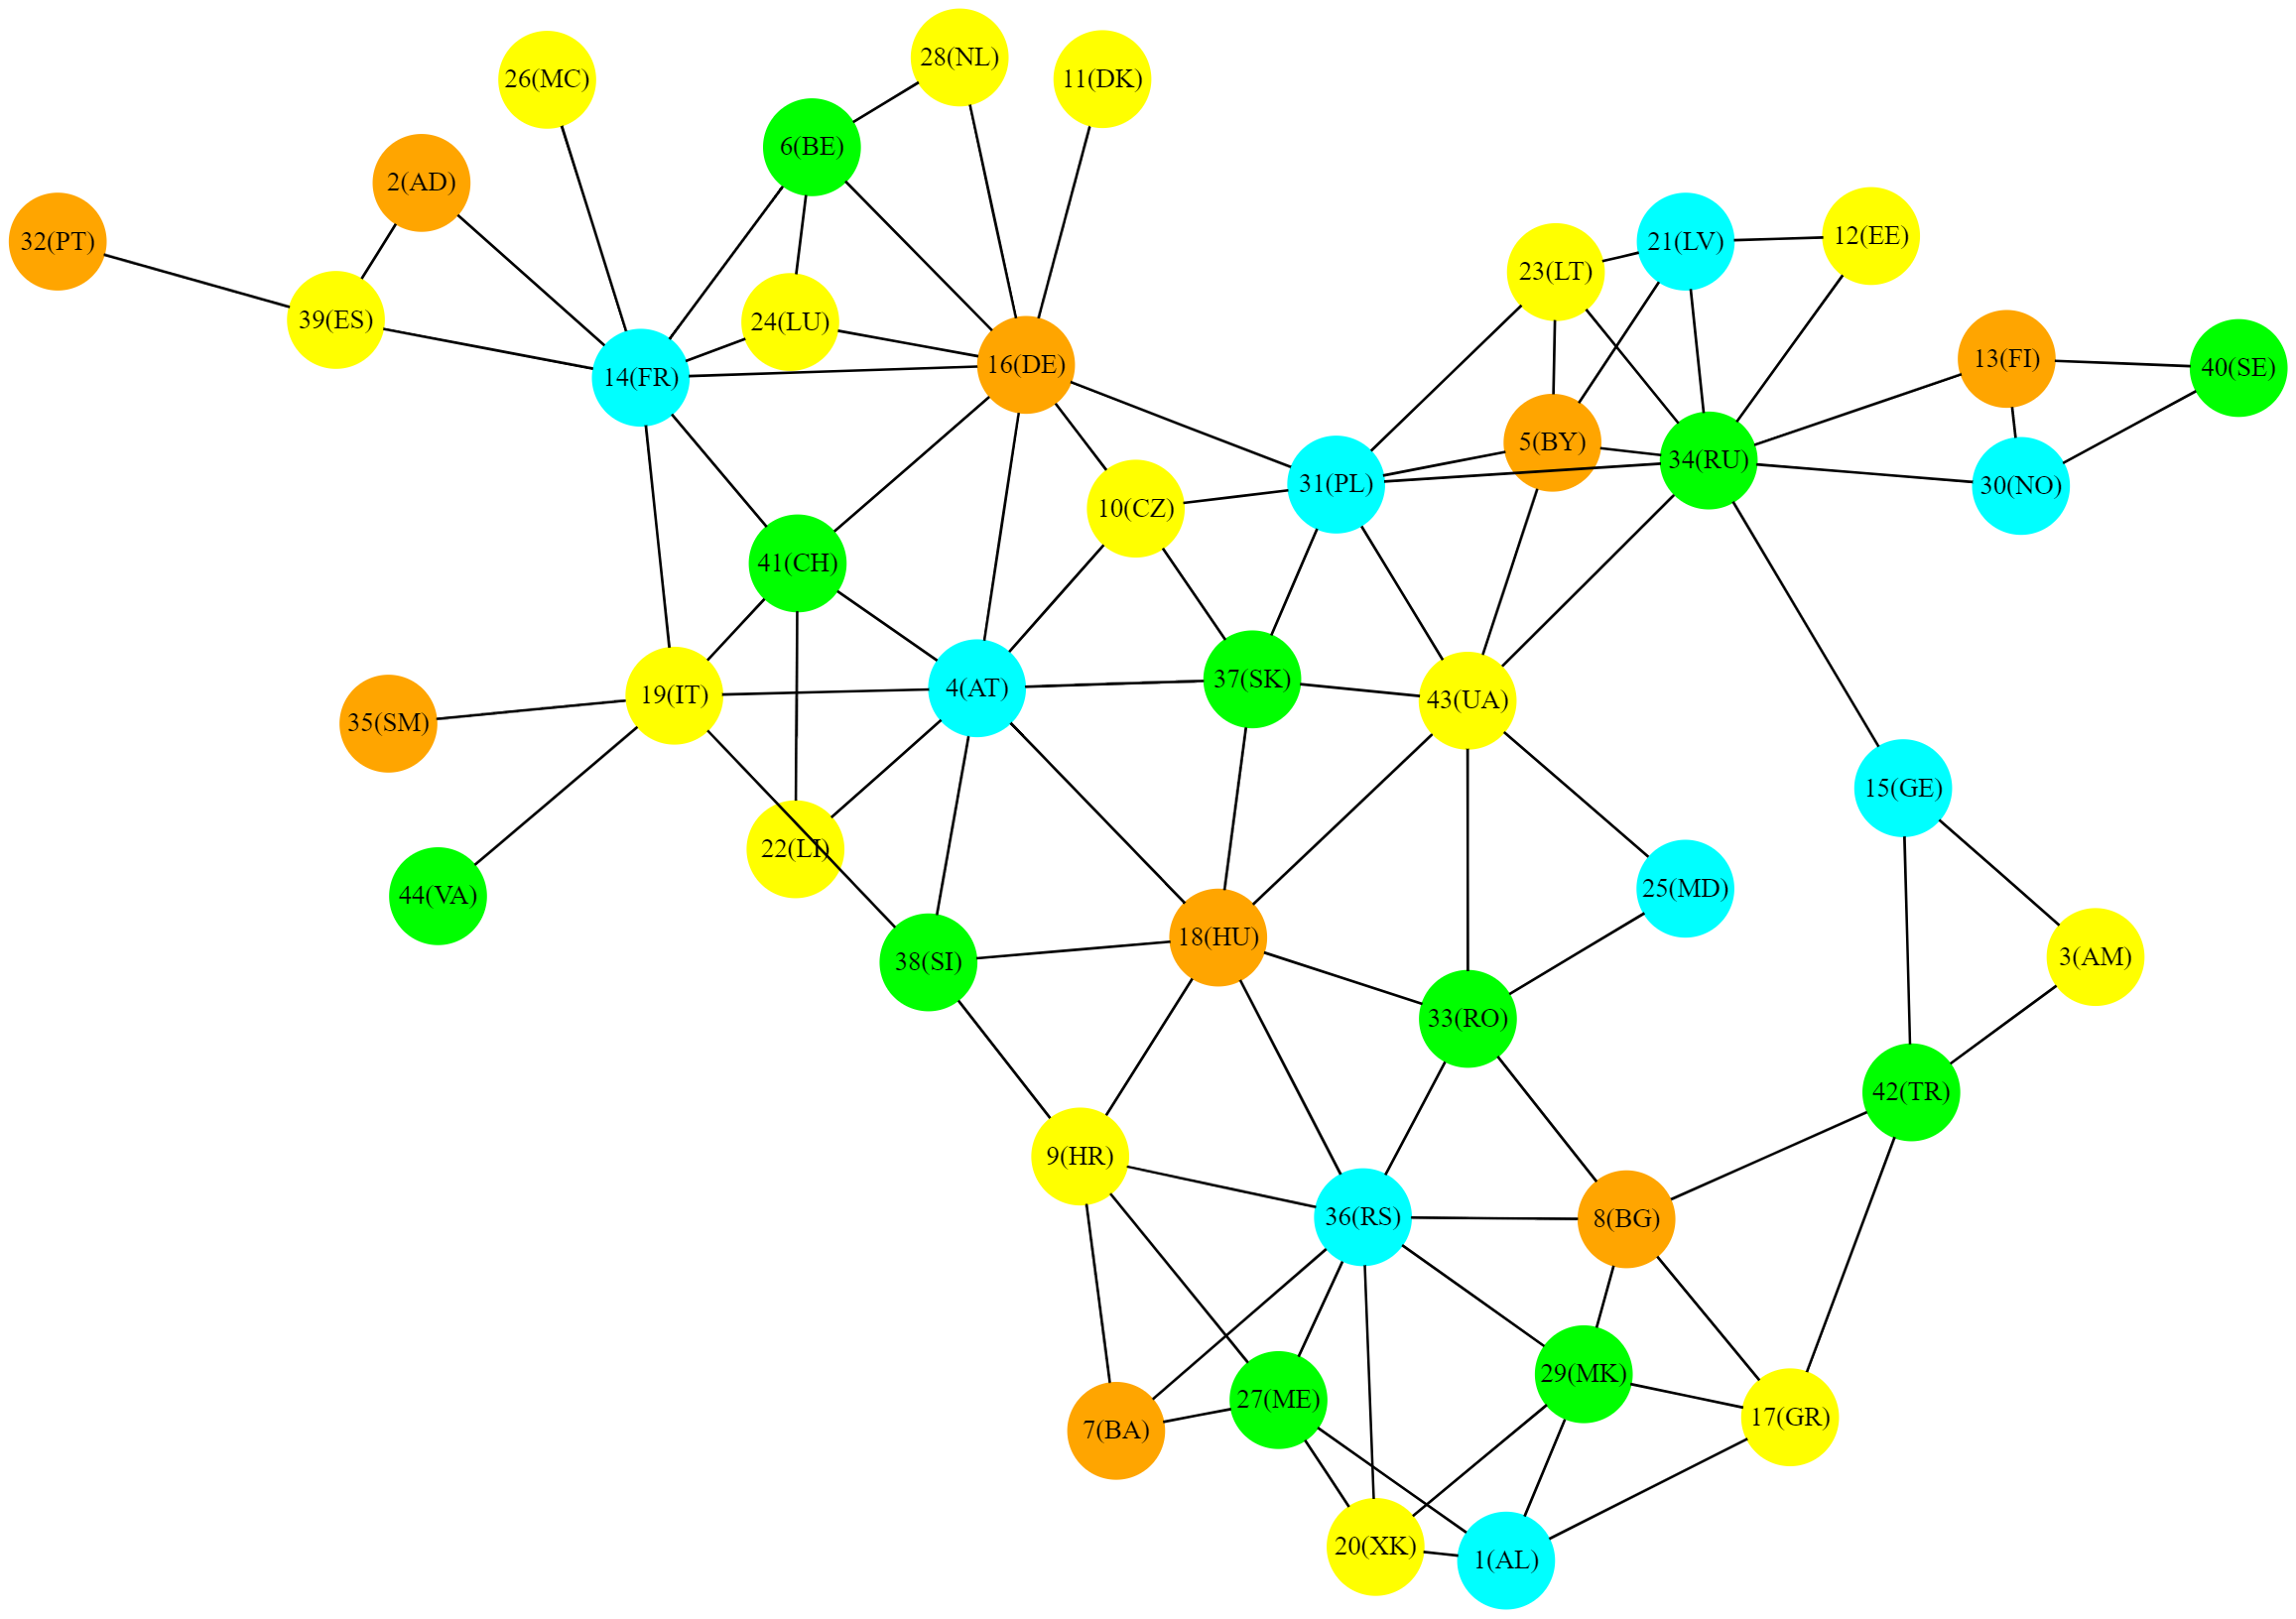 28(NL)
26(MC)
11(DK)
6(BE)
2(AD)
32(PT)
21(LV)
12(EE)
23(LT)
39(ES)
24(LU)
13(FI)
40(SE)
16(DE)
14(FR)
5(BY)
34(RU)
31(PL)
30(NO)
10(CZ)
41(CH)
37(SK)
4(AT)
19(IT)
43(UA)
35(SM)
15(GE)
22(LI)
25(MD)
44(VA)
18(HU)
3(AM)
38(SI)
33(RO)
42(TR)
9(HR)
36(RS)
8(BG)
29(MK)
27(ME)
17(GR)
7(BA)
20(XK)
1(AL)